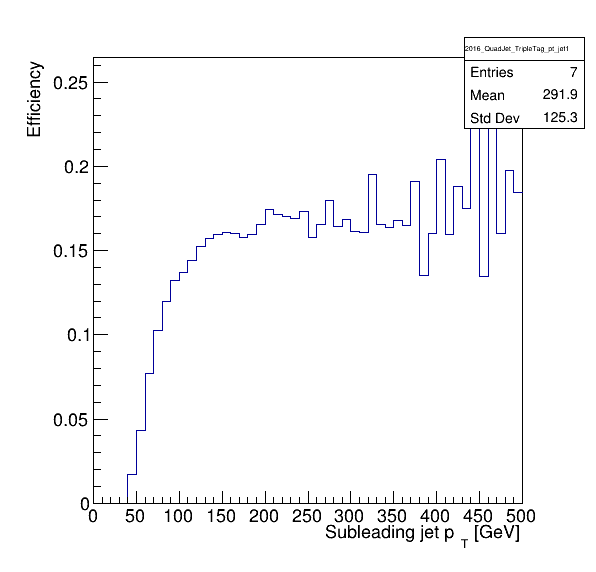 2016_QuadJet_TripleTag_pt_jet1
Entries 7
Mean 291.9
Std Dev 125.3
Efficiency
0.25
0.2
0.15
0.1
0.05
0
0 50 100 150 200 250 300 350 400 450 500
Subleading jet p T [GeV]